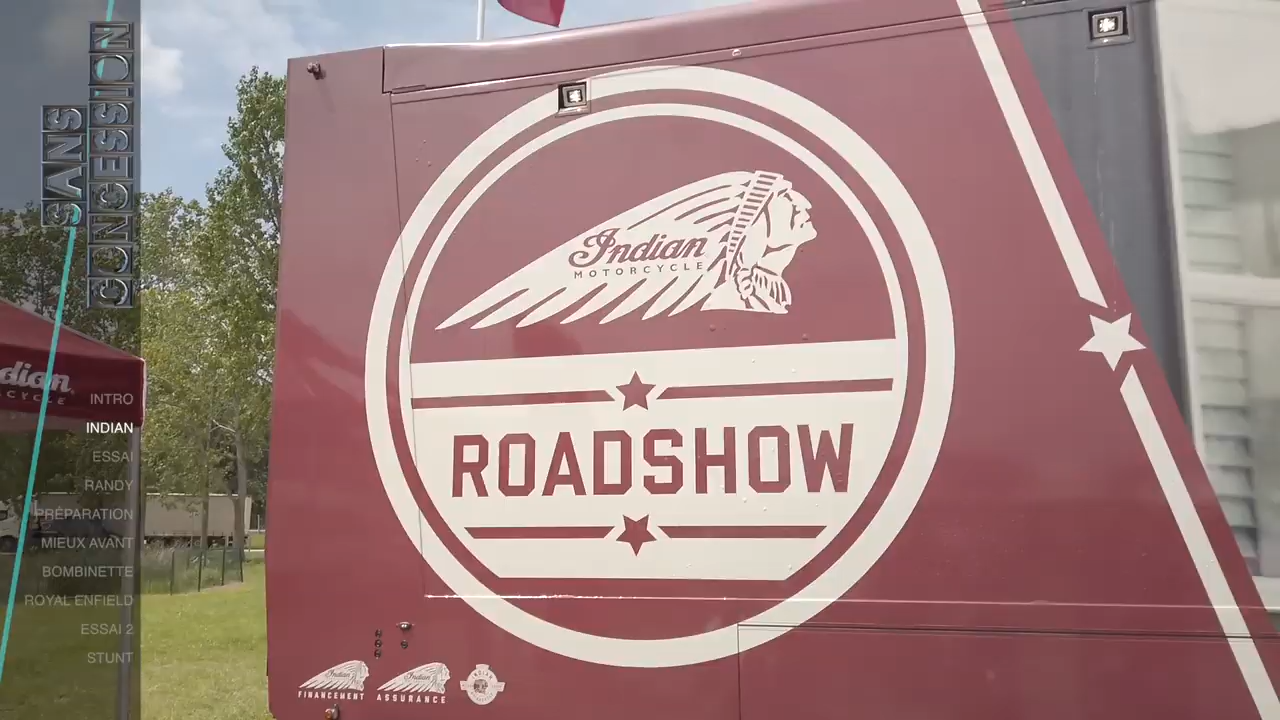 SANS
CONCESSION
INTRO
INDIAN
ESSAI
RANDY
PRÉPARATION
MIEUX AVANT
BOMBINETTE
ROYAL ENFIELD
ESSAI 2
STUNT
Indian
MOTORCYCLE
ROADSHOW
Indian
FINANCEMENT
Indian
ASSURANCE